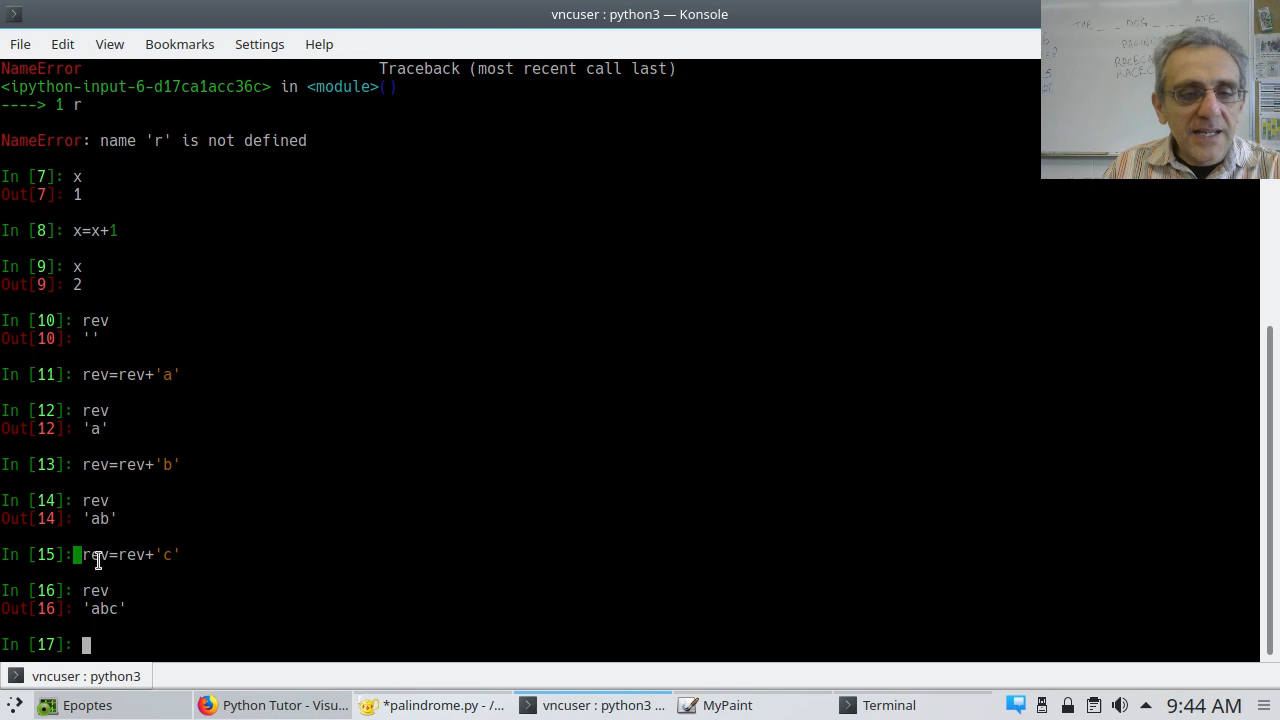 vncuser : python3 — Konsole
File Edit View Bookmarks Settings Help
THE DOG ATE
NameError Traceback (most recent call last)
<ipython-input-6-d17ca1acc36c> in <module>()
----> 1 r
NameError: name 'r' is not defined
In [7]: x
Out[7]: 1
In [8]: x=x+1
In [9]: x
Out[9]: 2
In [10]: rev
Out[10]: ''
In [11]: rev=rev+'a'
In [12]: rev
Out[12]: 'a'
In [13]: rev=rev+'b'
In [14]: rev
Out[14]: 'ab'
In [15]: rev=rev+'c'
In [16]: rev
Out[16]: 'abc'
In [17]:
vncuser : python3
Epoptes Python Tutor - Visu... *palindrome.py - /... vncuser : python3 ... MyPaint Terminal 9:44 AM